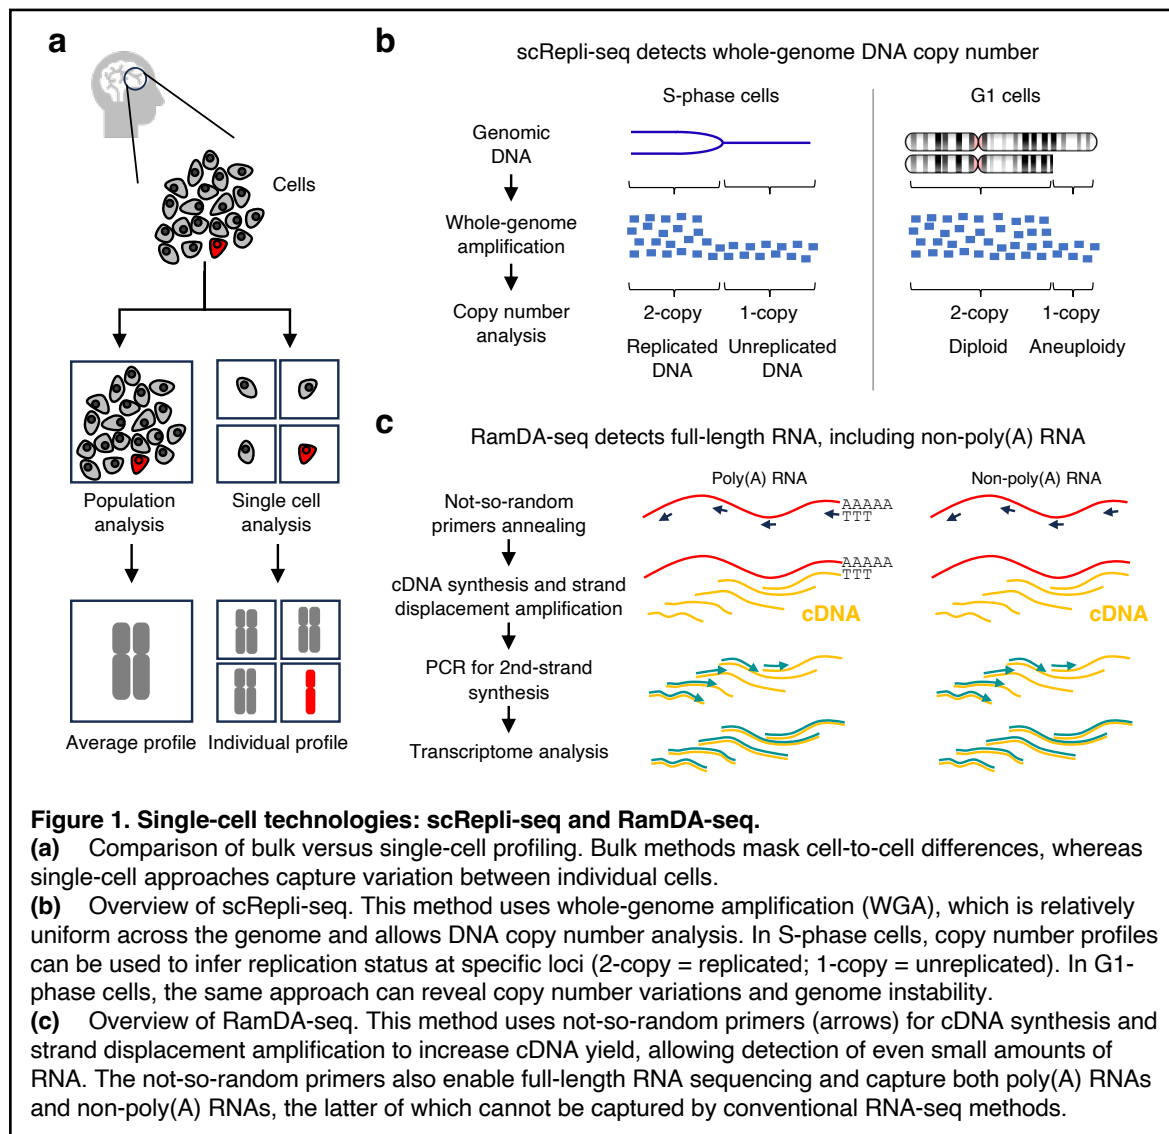 a
Cells
Population
analysis
Single cell
analysis
Average profile
Individual profile
b
scRepli-seq detects whole-genome DNA copy number
S-phase cells
G1 cells
Genomic
DNA
Whole-genome
amplification
Copy number
analysis
2-copy
1-copy
2-copy
1-copy
Replicated
DNA
Unreplicated
DNA
Diploid
Aneuploidy
c
RamDA-seq detects full-length RNA, including non-poly(A) RNA
Poly(A) RNA
Non-poly(A) RNA
Not-so-random
primers annealing
AAAAA
TTT
cDNA synthesis and strand
displacement amplification
AAAAA
TTT
cDNA
cDNA
PCR for 2nd-strand
synthesis
Transcriptome analysis
Figure 1. Single-cell technologies: scRepli-seq and RamDA-seq.
(a) Comparison of bulk versus single-cell profiling. Bulk methods mask cell-to-cell differences, whereas
single-cell approaches capture variation between individual cells.
(b) Overview of scRepli-seq. This method uses whole-genome amplification (WGA), which is relatively
uniform across the genome and allows DNA copy number analysis. In S-phase cells, copy number profiles
can be used to infer replication status at specific loci (2-copy = replicated; 1-copy = unreplicated). In G1-
phase cells, the same approach can reveal copy number variations and genome instability.
(c) Overview of RamDA-seq. This method uses not-so-random primers (arrows) for cDNA synthesis and
strand displacement amplification to increase cDNA yield, allowing detection of even small amounts of
RNA. The not-so-random primers also enable full-length RNA sequencing and capture both poly(A) RNAs
and non-poly(A) RNAs, the latter of which cannot be captured by conventional RNA-seq methods.